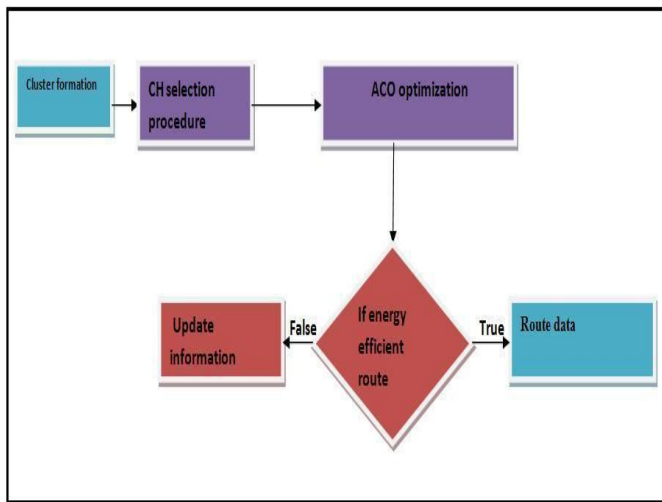 Cluster formation
CH selection
procedure
ACO optimization
If energy
efficient
route
False
Update
information
True
Route data